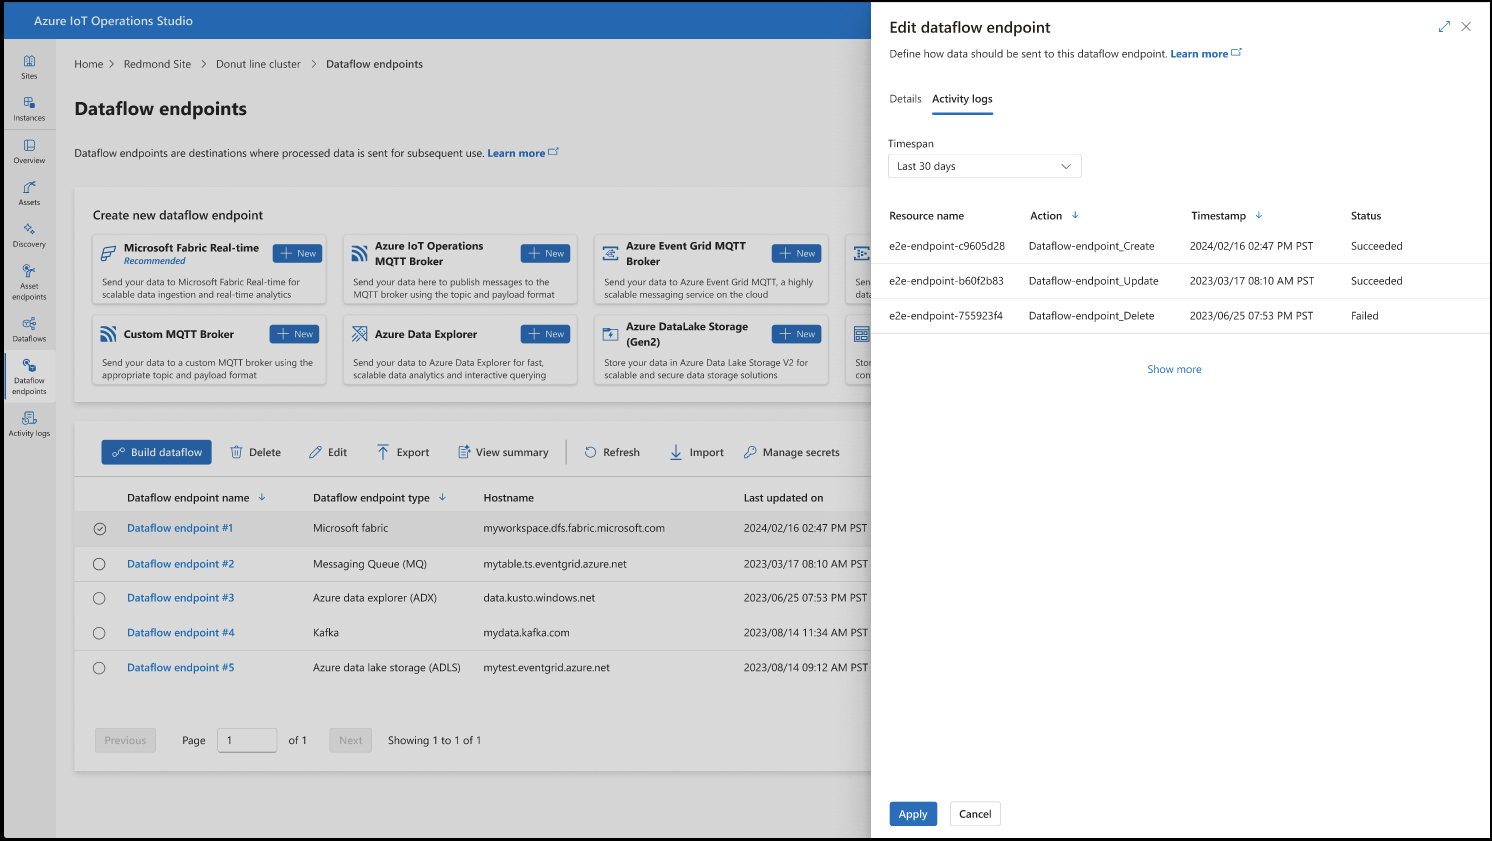 Azure IoT Operations Studio
Sites
Instances
Overview
Assets
Discovery
Asset
endpoints
Dataflows
Dataflow
endpoints
Activity logs
Home > Redmond Site > Donut line cluster > Dataflow endpoints
Dataflow endpoints
Dataflow endpoints are destinations where processed data is sent for subsequent use. Learn more
Create new dataflow endpoint
Microsoft Fabric Real-time
Recommended
+ New
Send your data to Microsoft Fabric Real-time for
scalable data ingestion and real-time analytics
Azure IoT Operations
MQTT Broker
+ New
Send your data here to publish messages to the
MQTT broker using the topic and payload format
Azure Event Grid MQTT
Broker
+ New
Send your data to Azure Event Grid MQTT, a highly
scalable messaging service on the cloud
Sen
data
Custom MQTT Broker
+ New
Send your data to a custom MQTT broker using the
appropriate topic and payload format
Azure Data Explorer
+ New
Send your data to Azure Data Explorer for fast,
scalable data analytics and interactive querying
Azure DataLake Storage
(Gen2)
+ New
Store your data in Azure Data Lake Storage V2 for
scalable and secure data storage solutions
Stor
con
Build dataflow Delete Edit Export View summary Refresh Import Manage secrets
Dataflow endpoint name Dataflow endpoint type Hostname Last updated on
Dataflow endpoint #1 Microsoft fabric myworkspace.dfs.fabric.microsoft.com 2024/02/16 02:47 PM PST
Dataflow endpoint #2 Messaging Queue (MQ) mytable.ts.eventgrid.azure.net 2023/03/17 08:10 AM PST
Dataflow endpoint #3 Azure data explorer (ADX) data.kusto.windows.net 2023/06/25 07:53 PM PST
Dataflow endpoint #4 Kafka mydata.kafka.com 2023/08/14 11:34 AM PST
Dataflow endpoint #5 Azure data lake storage (ADLS) mytest.eventgrid.azure.net 2023/08/14 09:12 AM PST
Previous Page 1 of 1 Next Showing 1 to 1 of 1
Edit dataflow endpoint
Define how data should be sent to this dataflow endpoint. Learn more
Details Activity logs
Timespan
Last 30 days
Resource name Action Timestamp Status
e2e-endpoint-c9605d28 Dataflow-endpoint_Create 2024/02/16 02:47 PM PST Succeeded
e2e-endpoint-b60f2b83 Dataflow-endpoint_Update 2023/03/17 08:10 AM PST Succeeded
e2e-endpoint-755923f4 Dataflow-endpoint_Delete 2023/06/25 07:53 PM PST Failed
Show more
Apply Cancel